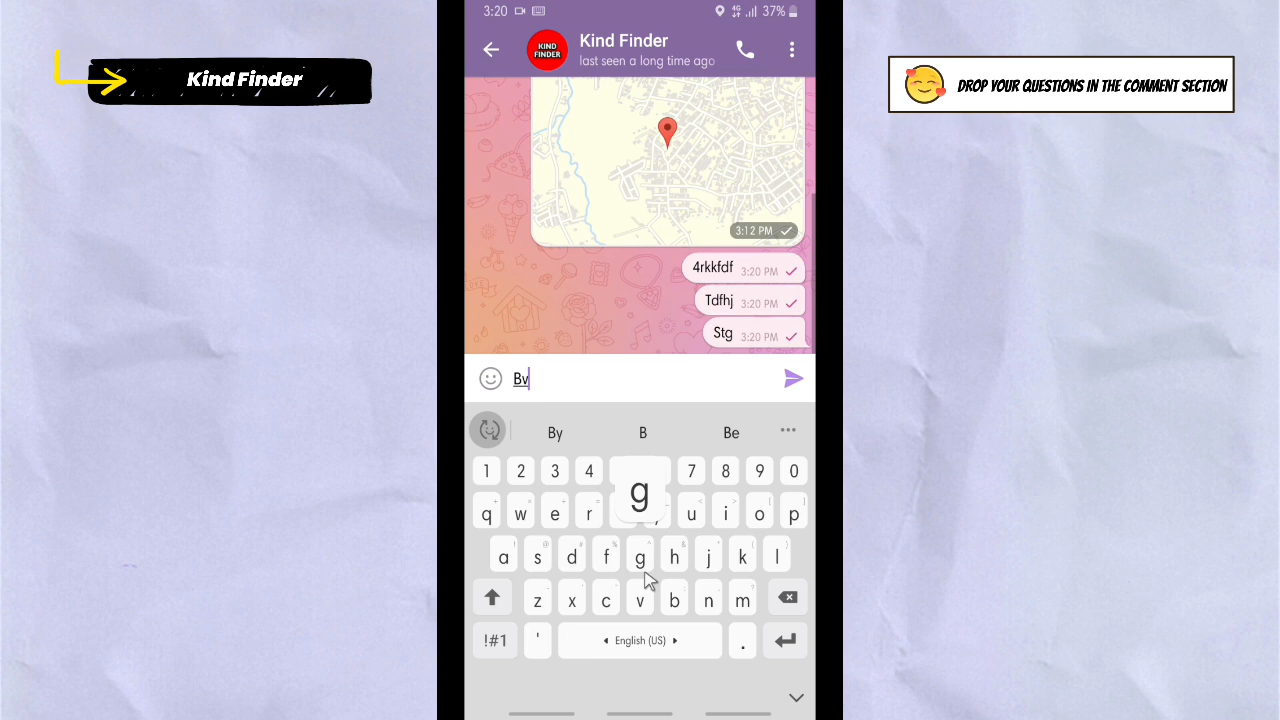 Kind Finder
DROP YOUR QUESTIONS IN THE COMMENT SECTION
3:20 4G 37%
KIND FINDER
Kind Finder
last seen a long time ago
3:12 PM
4rkkfdf 3:20 PM
Tdfhj 3:20 PM
Stg 3:20 PM
Bv
By B Be
1 2 3 4 7 8 9 0
g
q w e r u i o p
a s d f g h j k l
z x c v b n m
!#1 ' English (US) .